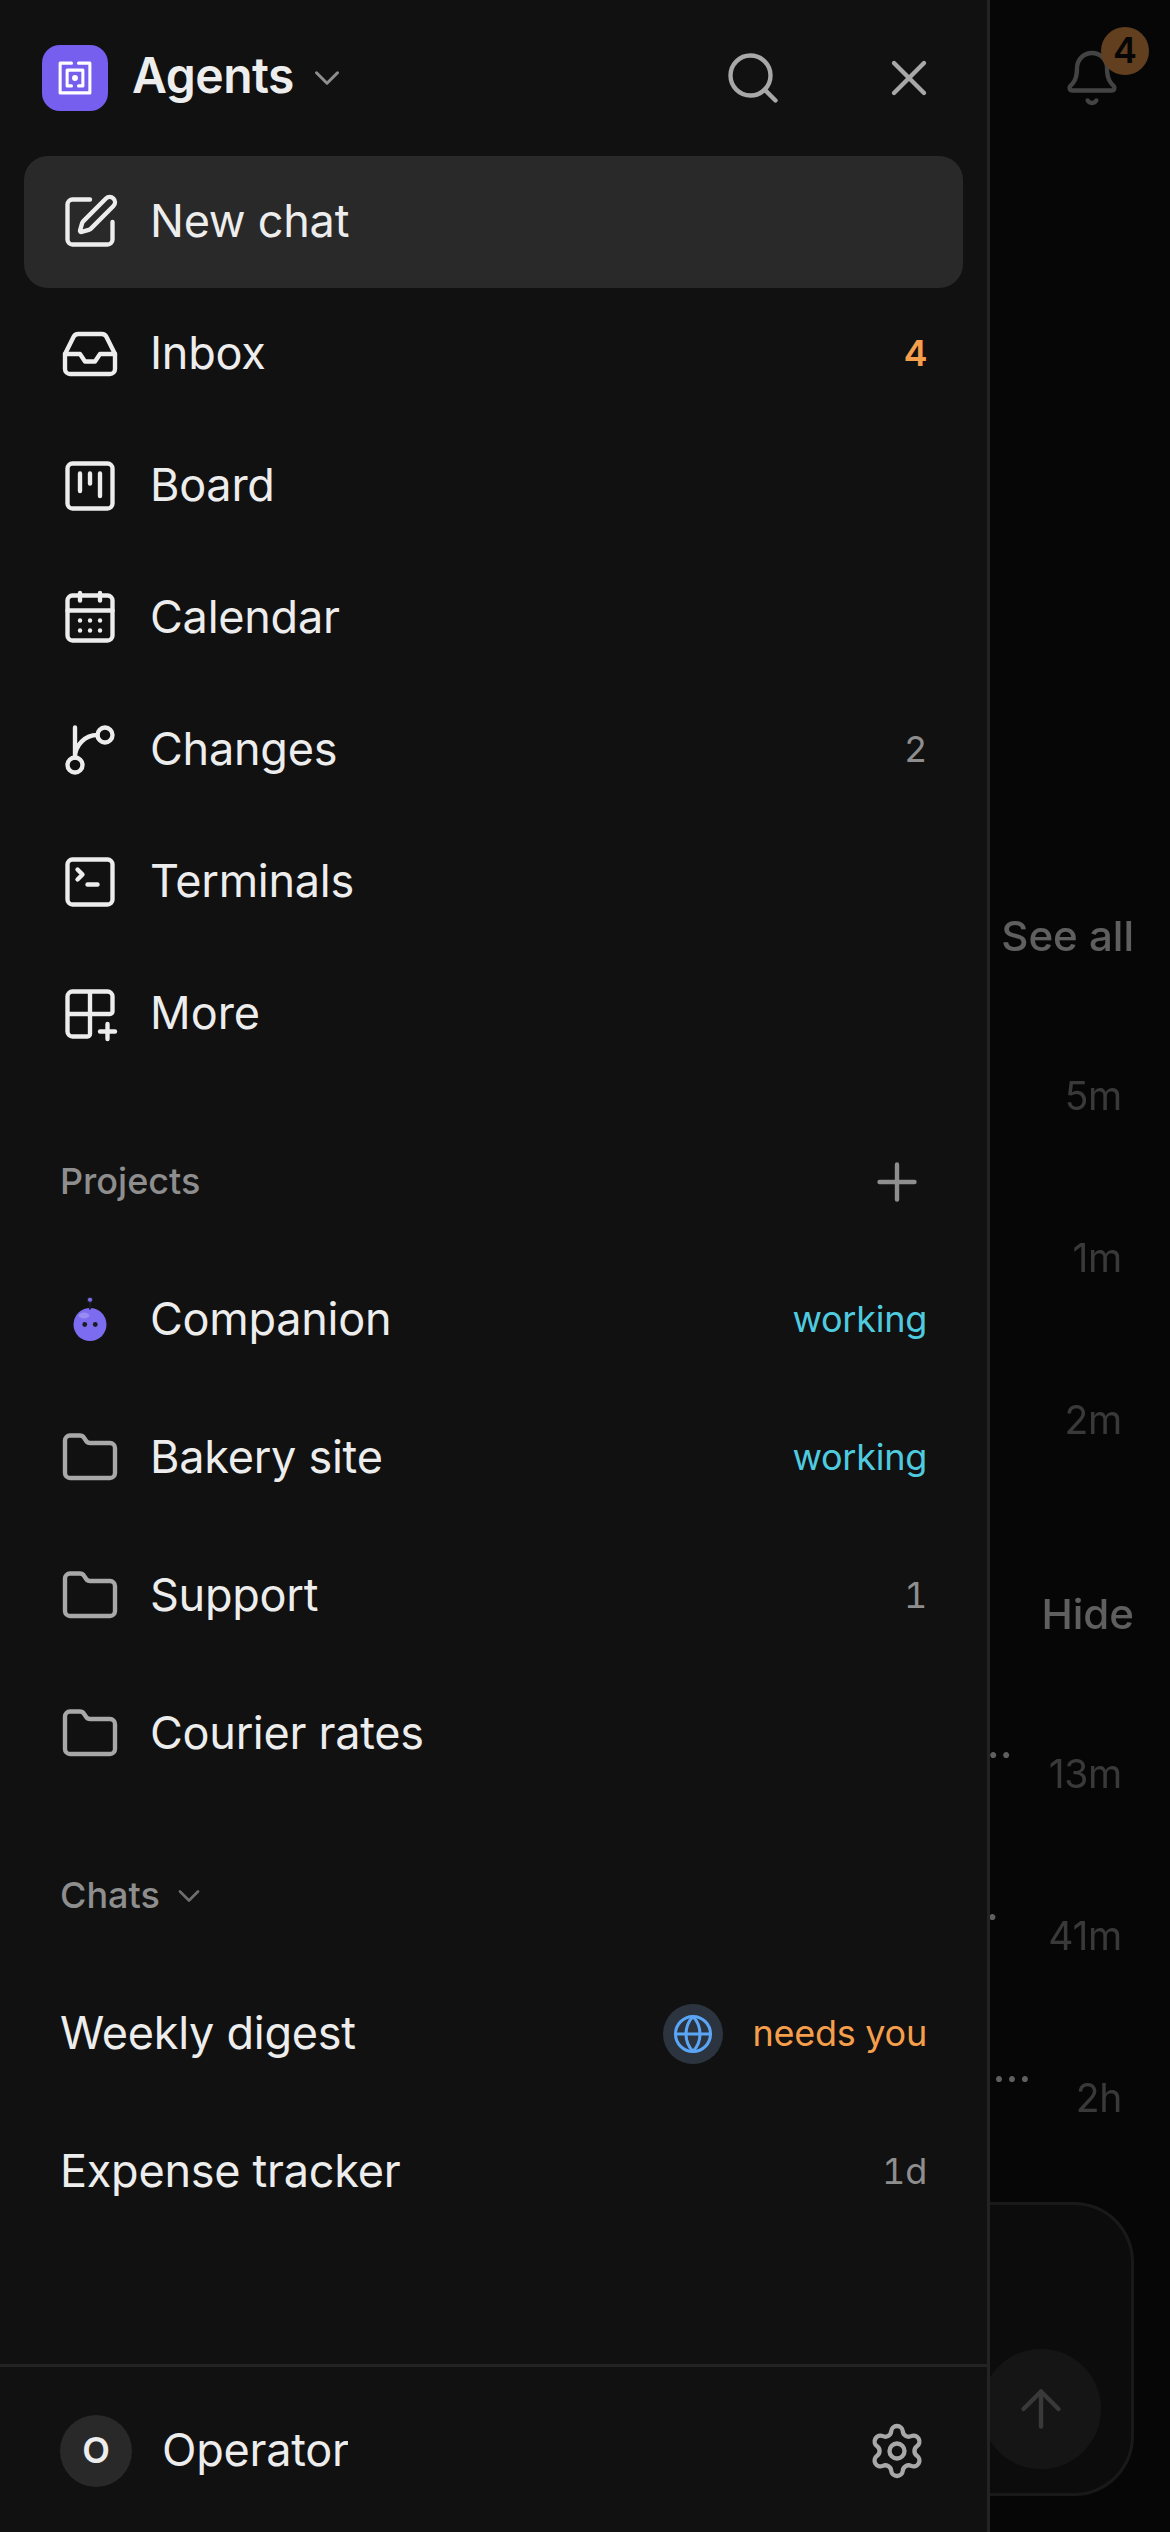 Agents
4
New chat
Inbox 4
Board
Calendar
Changes 2
Terminals
More
See all
5m
Projects
1m
Companion working
2m
Bakery site working
Support 1
Hide
Courier rates
.. 13m
Chats
. 41m
Weekly digest needs you
... 2h
Expense tracker 1d
O Operator